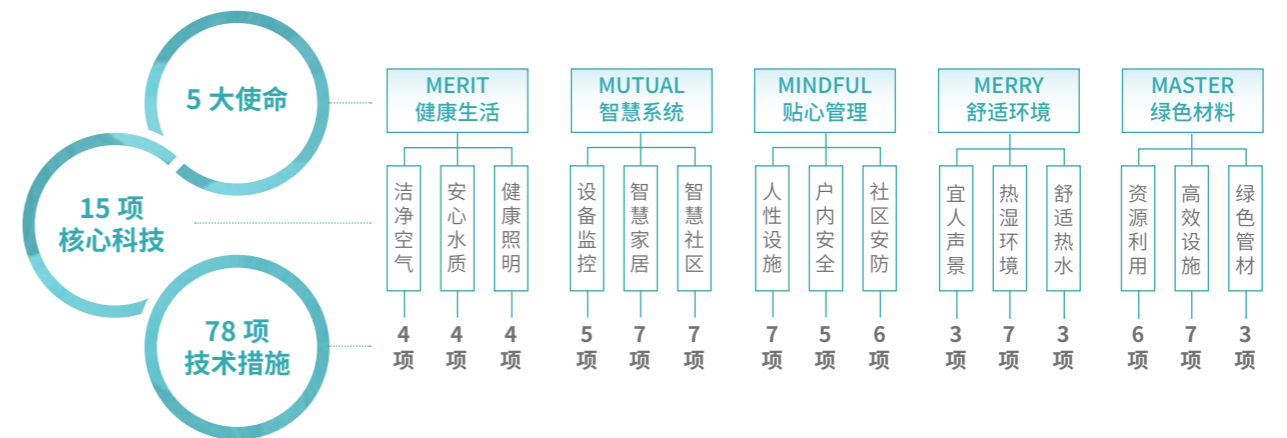 5 大使命
15 项
核心科技
78 项
技术措施
MERIT
健康生活
MUTUAL
智慧系统
MINDFUL
贴心管理
MERRY
舒适环境
MASTER
绿色材料
洁净空气
安心水质
健康照明
设备监控
智慧家居
智慧社区
人性设施
户内安全
社区安防
宜人声景
热湿环境
舒适热水
资源利用
高效设施
绿色管材
4
项
4
项
4
项
5
项
7
项
7
项
7
项
5
项
6
项
3
项
7
项
3
项
6
项
7
项
3
项